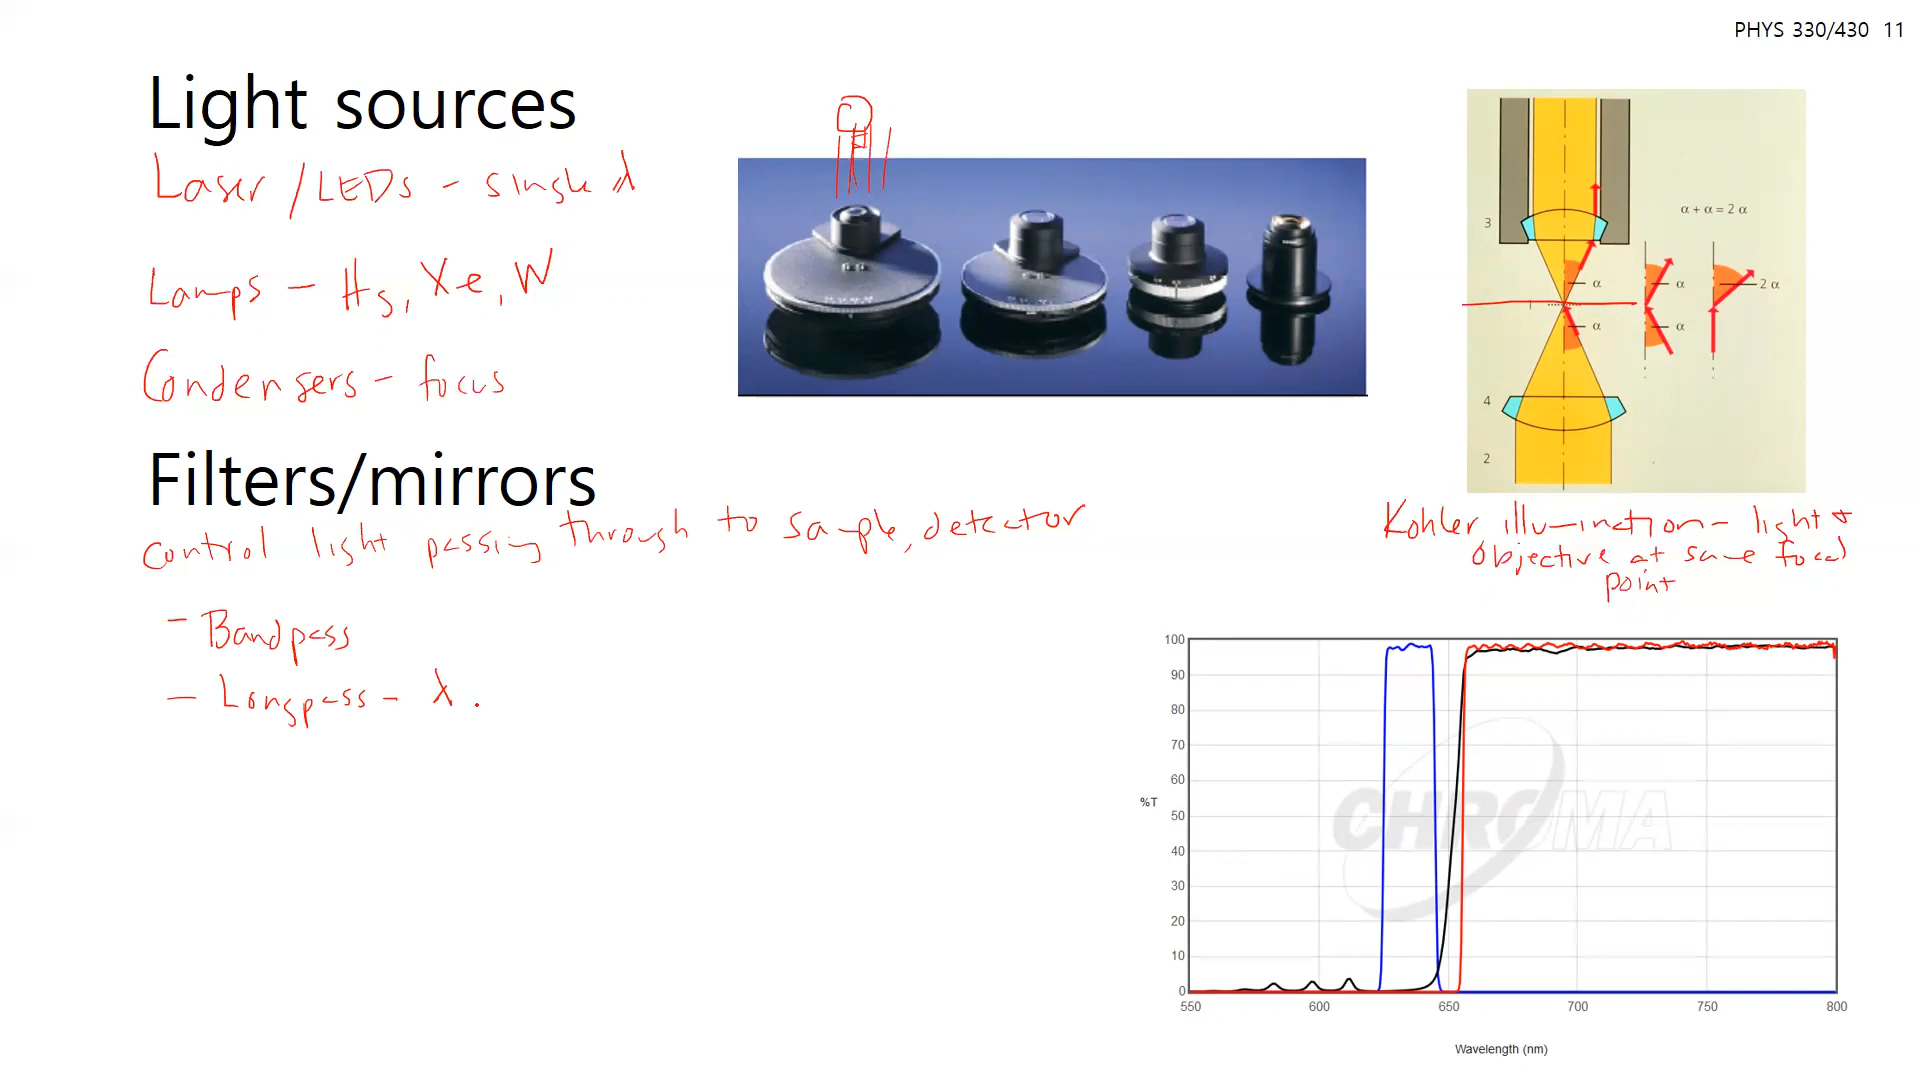 PHYS 330/430 11
Light sources
Laser / LEDs - single λ
Lamps - Hg, Xe, W
Condensers - focus
Filters/mirrors
control light passing through to sample, detector
- Bandpass
- Longpass - λ .
3
α + α = 2 α
α
α
2 α
1
α
α
4
2
Kohler illumination - light &
objective at same focal
point
100
90
80
70
60
%T
50
40
30
20
10
0
CHROMA
550 600 650 700 750 800
Wavelength (nm)